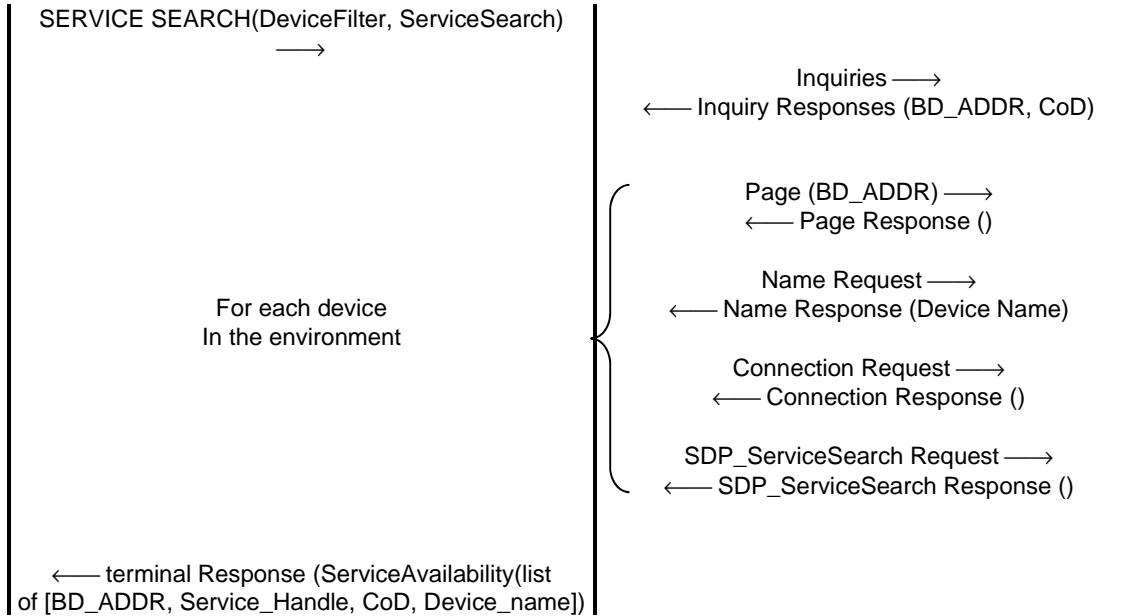 SERVICE SEARCH(DeviceFilter, ServiceSearch)
⟶
Inquiries ⟶
⟵ Inquiry Responses (BD_ADDR, CoD)
Page (BD_ADDR) ⟶
⟵ Page Response ()
Name Request ⟶
⟵ Name Response (Device Name)
For each device
In the environment
Connection Request ⟶
⟵ Connection Response ()
SDP_ServiceSearch Request ⟶
⟵ SDP_ServiceSearch Response ()
⟵ terminal Response (ServiceAvailability(list
of [BD_ADDR, Service_Handle, CoD, Device_name])